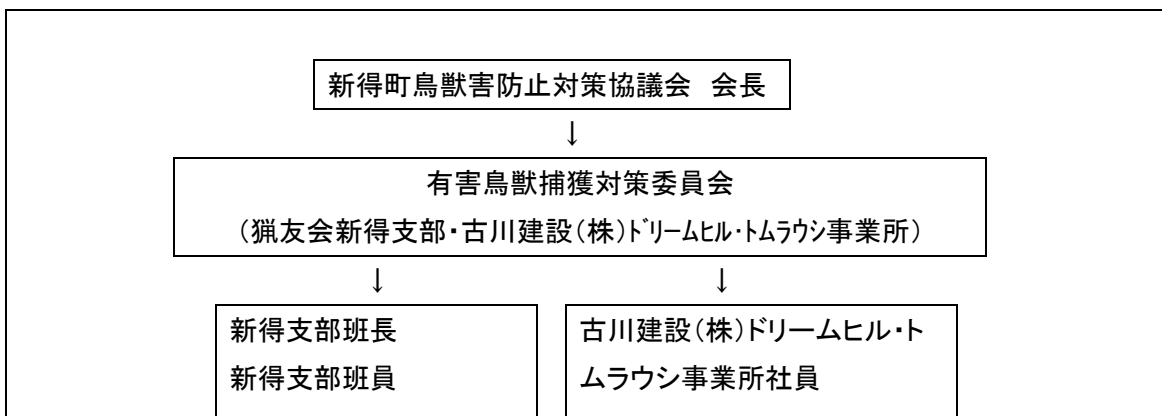 新得町鳥獣害防止対策協議会　会長
↓
有害鳥獣捕獲対策委員会
（猟友会新得支部・古川建設（株）ﾄﾞﾘｰﾑﾋﾙ・ﾄﾑﾗｳｼ事業所）
↓ ↓
新得支部班長
新得支部班員
古川建設（株）ドリームヒル・ト
ムラウシ事業所社員